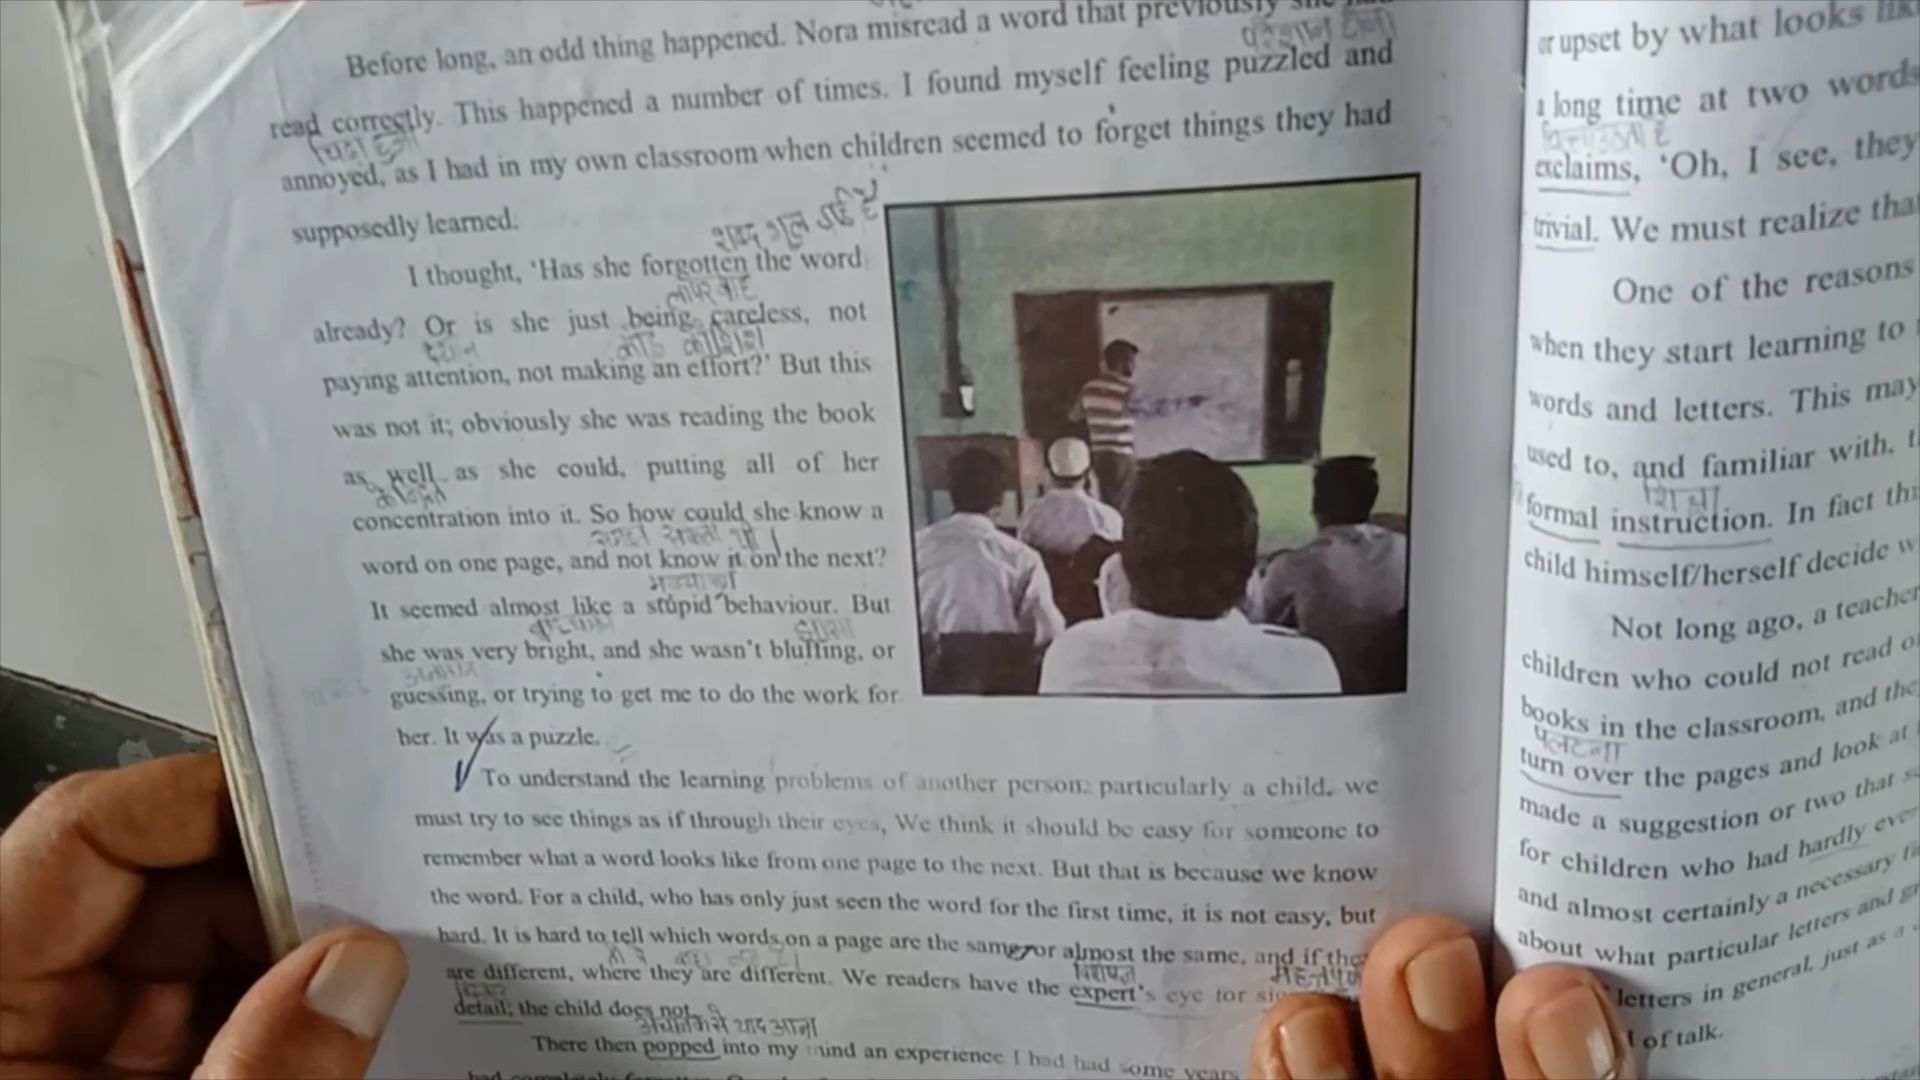 Before long, an odd thing happened. Nora misread a word that previously she had
परेशान होना
read correctly. This happened a number of times. I found myself feeling puzzled and
annoyed, as I had in my own classroom when children seemed to forget things they had
supposedly learned.
शब्द भूल गई है
I thought, 'Has she forgotten the word
लापरवाह
already? Or is she just being careless, not
ध्यान कोई कोशिश
paying attention, not making an effort?' But this
was not it; obviously she was reading the book
as well as she could, putting all of her
concentration into it. So how could she know a
word on one page, and not know it on the next?
It seemed almost like a stupid behaviour. But
she was very bright, and she wasn't bluffing, or
guessing, or trying to get me to do the work for
her. It was a puzzle.
To understand the learning problems of another person; particularly a child, we
must try to see things as if through their eyes, We think it should be easy for someone to
remember what a word looks like from one page to the next. But that is because we know
the word. For a child, who has only just seen the word for the first time, it is not easy, but
hard. It is hard to tell which words on a page are the same, or almost the same, and if the
are different, where they are different. We readers have the expert's eye for
detail; the child does not.
अचानक से याद आना
There then popped into my mind an experience I had had some years
or upset by what looks
a long time at two words
exclaims, 'Oh, I see, they
trivial. We must realize
One of the reasons
when they start learning to
words and letters. This may
used to, and familiar with,
शिक्षा
formal instruction. In fact
child himself/herself decide
Not long ago, a teacher
children who could not read
books in the classroom, and
पलटना
turn over the pages and look at
made a suggestion or two that
for children who had hardly ever
and almost certainly a necessary
about what particular letters and
letters in general, just as a
of talk.